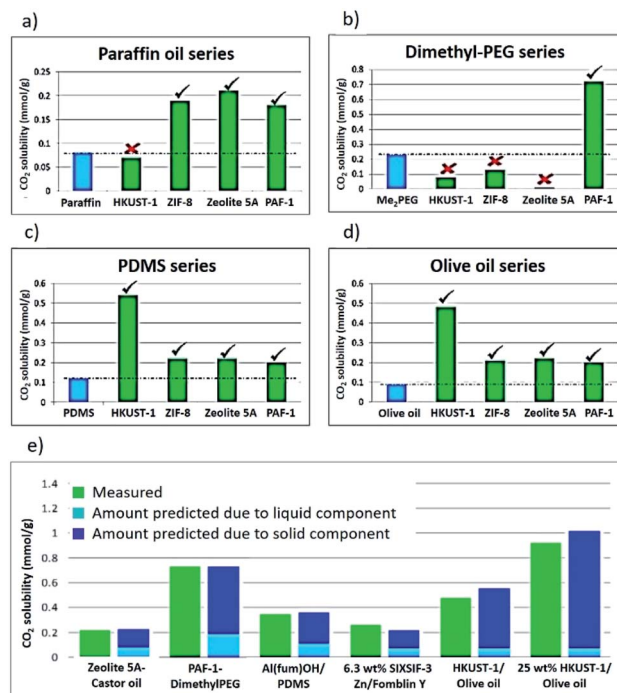 a)
Paraffin oil series
CO2 solubility (mmol/g)
0.25
0.2
0.15
0.1
0.05
0
Paraffin HKUST-1 ZIF-8 Zeolite 5A PAF-1
b)
Dimethyl-PEG series
CO2 solubility (mmol/g)
0.8
0.7
0.6
0.5
0.4
0.3
0.2
0.1
0
Me2PEG HKUST-1 ZIF-8 Zeolite 5A PAF-1
c)
PDMS series
CO2 solubility (mmol/g)
0.6
0.5
0.4
0.3
0.2
0.1
0
PDMS HKUST-1 ZIF-8 Zeolite 5A PAF-1
d)
Olive oil series
CO2 solubility (mmol/g)
0.6
0.5
0.4
0.3
0.2
0.1
0
Olive oil HKUST-1 ZIF-8 Zeolite 5A PAF-1
e)
CO2 solubility (mmol/g)
1.4
1.2
1
0.8
0.6
0.4
0.2
0
Measured
Amount predicted due to liquid component
Amount predicted due to solid component
Zeolite 5A-
Castor oil
PAF-1-
DimethylPEG
Al(fum)OH/
PDMS
6.3 wt% SIXSIF-3
Zn/Fomblin Y
HKUST-1/
Olive oil
25 wt% HKUST-1/
Olive oil